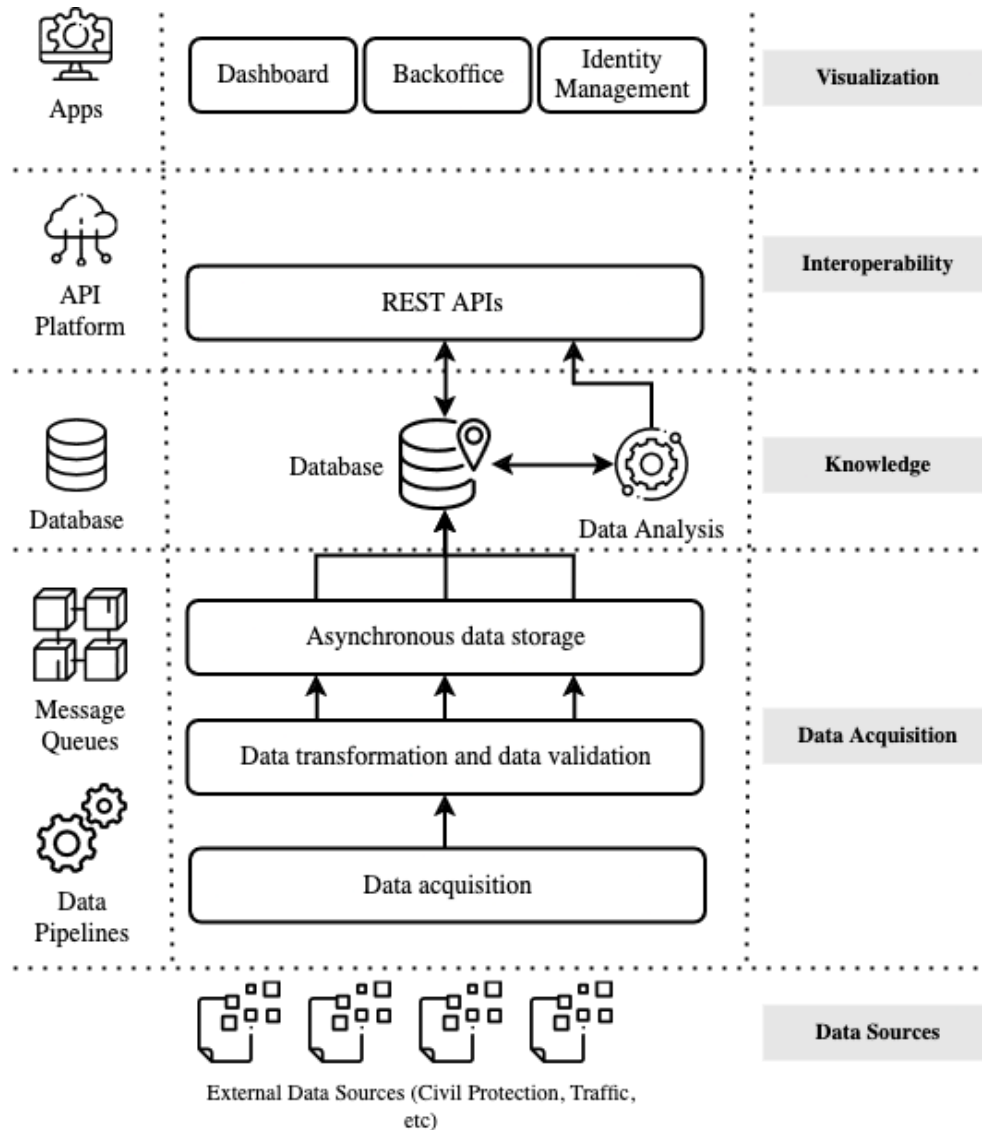 Apps
Dashboard
Backoffice
Identity
Management
Visualization
API
Platform
REST APIs
Interoperability
Database
Database
Data Analysis
Knowledge
Message
Queues
Data
Pipelines
Asynchronous data storage
Data transformation and data validation
Data acquisition
Data Acquisition
External Data Sources (Civil Protection, Traffic,
etc)
Data Sources